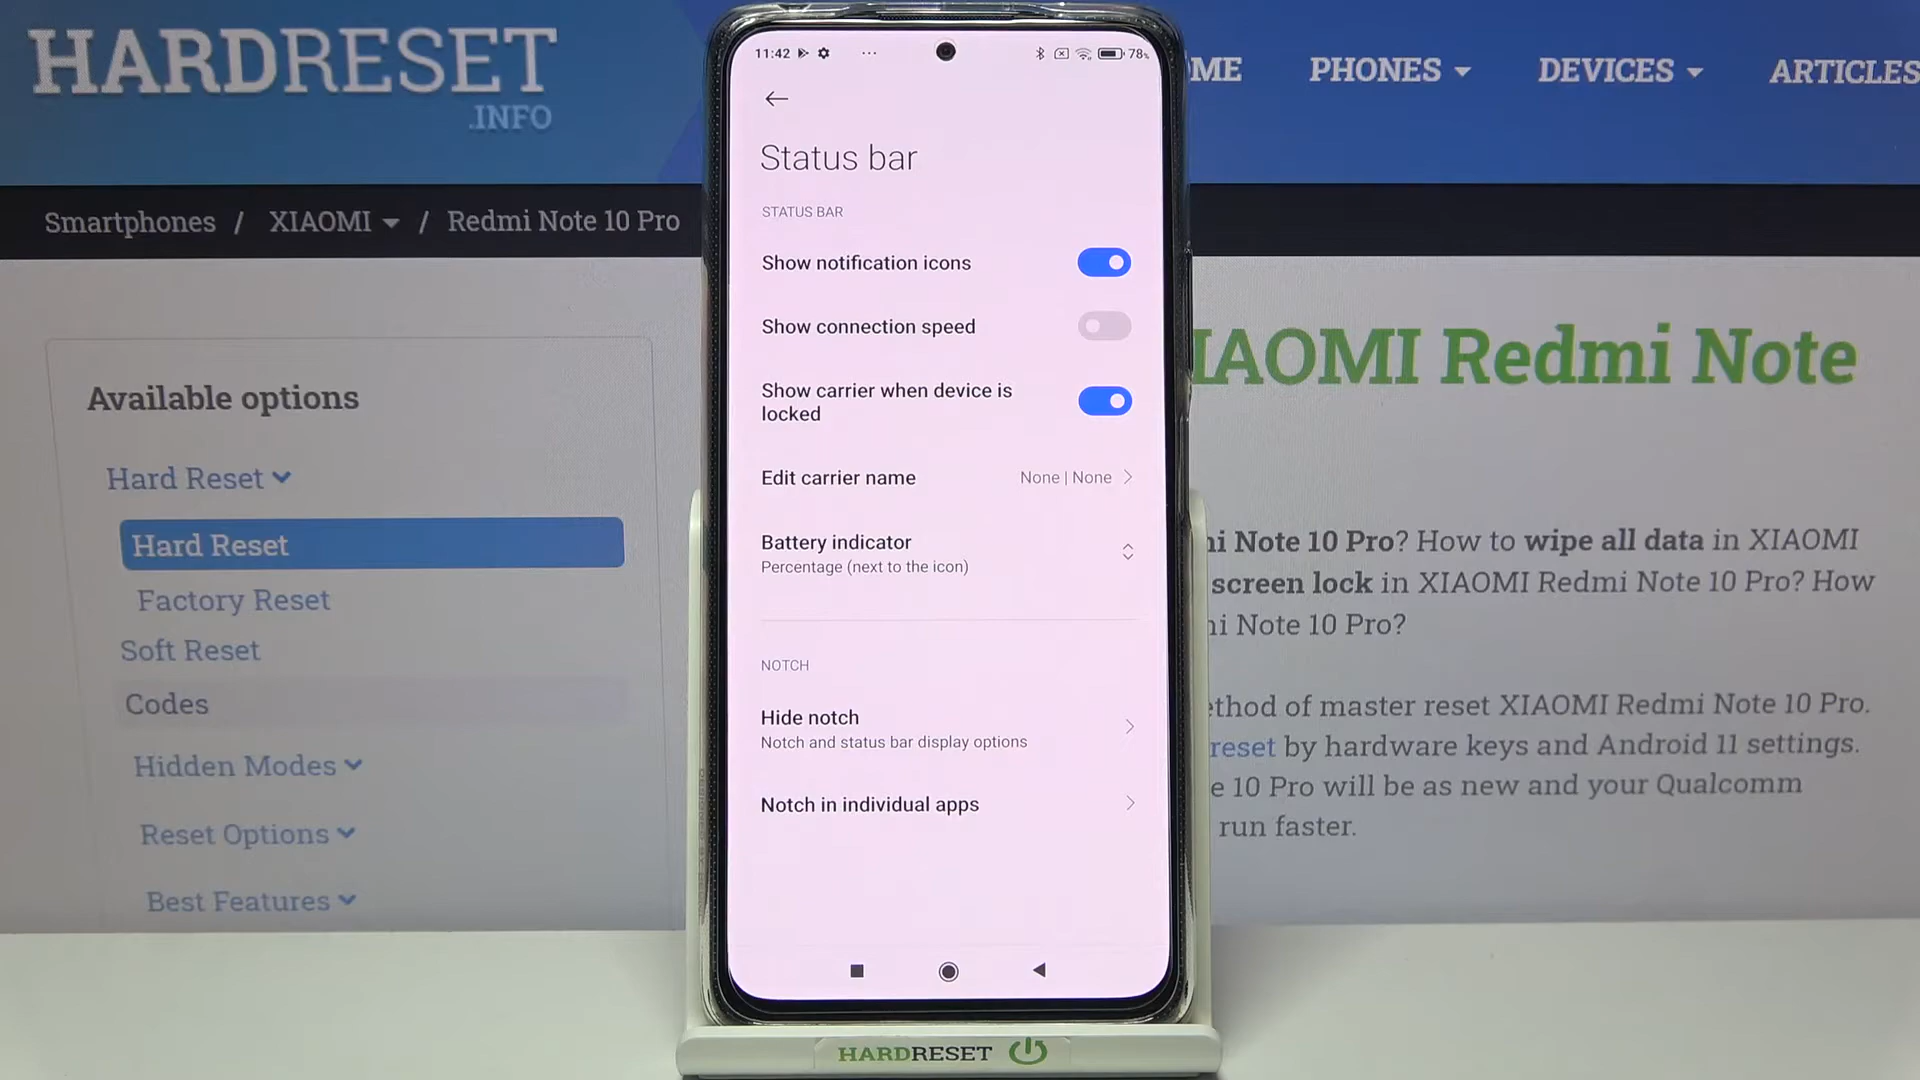 HARDRESET
.INFO
ME
PHONES
DEVICES
ARTICLES
Smartphones / XIAOMI / Redmi Note 10 Pro
Available options
Hard Reset
Hard Reset
Factory Reset
Soft Reset
Codes
Hidden Modes
Reset Options
Best Features
11:42
78%
Status bar
STATUS BAR
Show notification icons
Show connection speed
Show carrier when device is
locked
Edit carrier name
None | None
Battery indicator
Percentage (next to the icon)
NOTCH
Hide notch
Notch and status bar display options
Notch in individual apps
IAOMI Redmi Note
ni Note 10 Pro? How to wipe all data in XIAOMI
screen lock in XIAOMI Redmi Note 10 Pro? How
ni Note 10 Pro?
ethod of master reset XIAOMI Redmi Note 10 Pro.
reset by hardware keys and Android 11 settings.
e 10 Pro will be as new and your Qualcomm
run faster.
HARDRESET